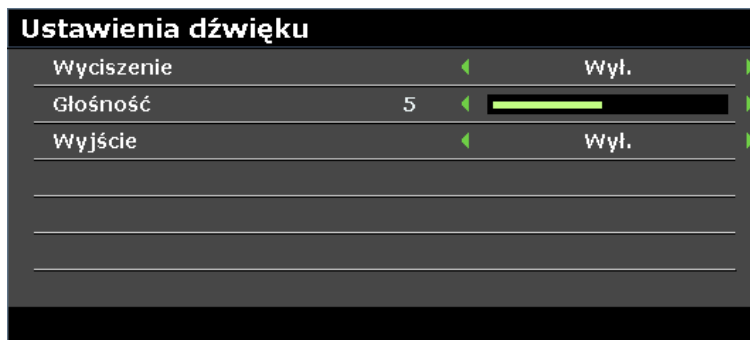 Ustawienia dźwięku
Wyciszenie Wył.
Głośność 5
Wyjście Wył.